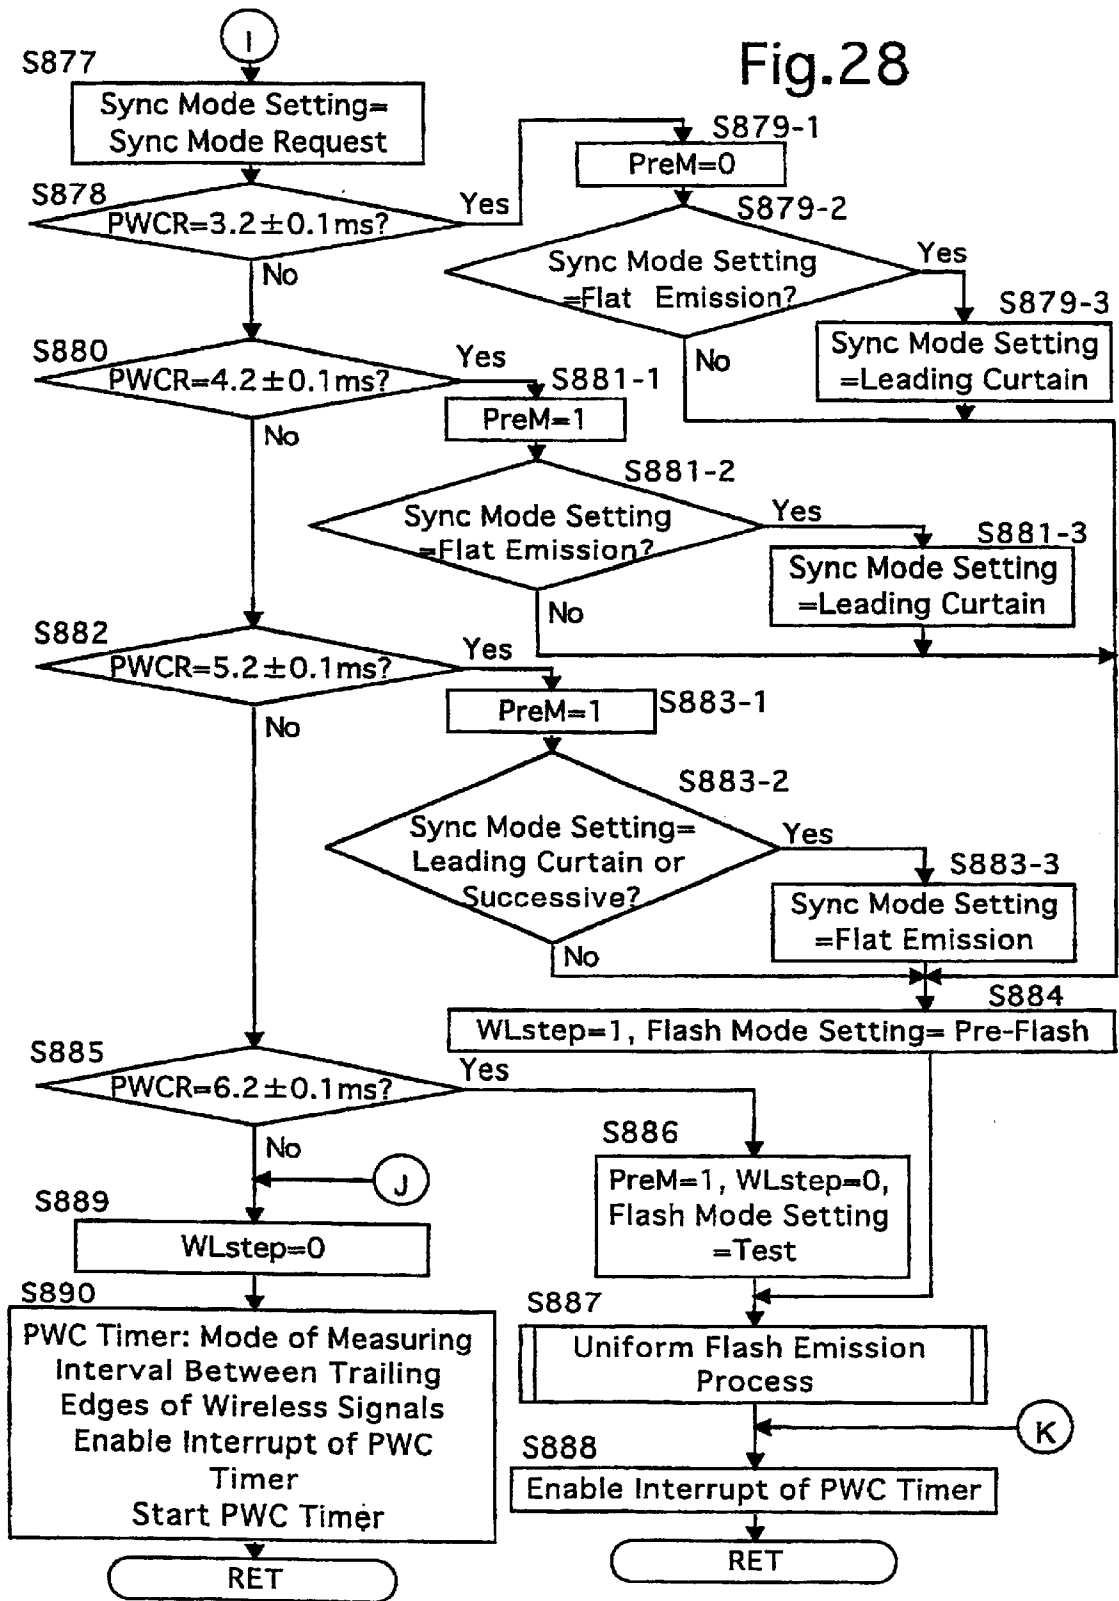 Fig.28
I
S877
Sync Mode Setting=
Sync Mode Request
S878
PWCR=3.2±0.1ms?
Yes
No
S879-1
PreM=0
S879-2
Sync Mode Setting
=Flat Emission?
Yes
No
S879-3
Sync Mode Setting
=Leading Curtain
S880
PWCR=4.2±0.1ms?
Yes
No
S881-1
PreM=1
S881-2
Sync Mode Setting
=Flat Emission?
Yes
No
S881-3
Sync Mode Setting
=Leading Curtain
S882
PWCR=5.2±0.1ms?
Yes
No
S883-1
PreM=1
S883-2
Sync Mode Setting=
Leading Curtain or
Successive?
Yes
No
S883-3
Sync Mode Setting
=Flat Emission
S884
WLstep=1, Flash Mode Setting= Pre-Flash
S885
PWCR=6.2±0.1ms?
Yes
No
S886
PreM=1, WLstep=0,
Flash Mode Setting
=Test
J
S889
WLstep=0
S890
PWC Timer: Mode of Measuring
Interval Between Trailing
Edges of Wireless Signals
Enable Interrupt of PWC
Timer
Start PWC Timer
RET
S887
Uniform Flash Emission
Process
K
S888
Enable Interrupt of PWC Timer
RET